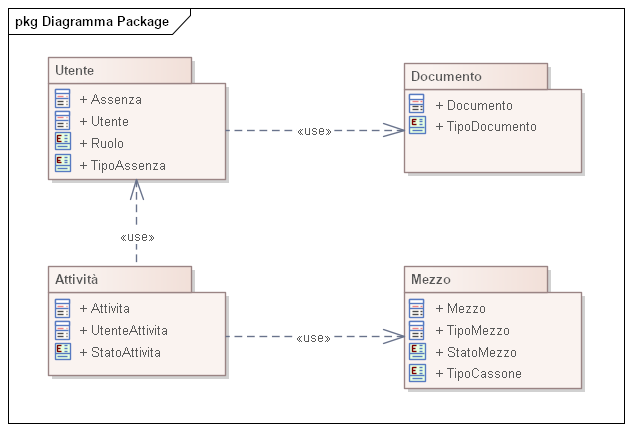 pkg Diagramma Package
Utente
+ Assenza
+ Utente
+ Ruolo
+ TipoAssenza
«use»
Documento
+ Documento
+ TipoDocumento
«use»
Attività
+ Attivita
+ UtenteAttivita
+ StatoAttivita
«use»
Mezzo
+ Mezzo
+ TipoMezzo
+ StatoMezzo
+ TipoCassone